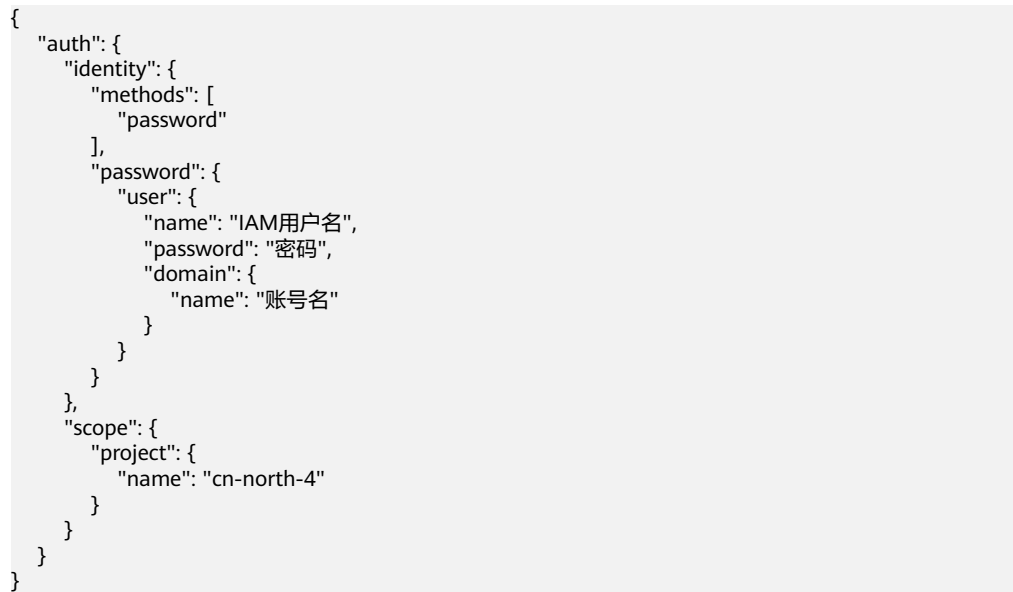 {
"auth": {
"identity": {
"methods": [
"password"
],
"password": {
"user": {
"name": "IAM用户名",
"password": "密码",
"domain": {
"name": "账号名"
}
}
}
},
"scope": {
"project": {
"name": "cn-north-4"
}
}
}
}